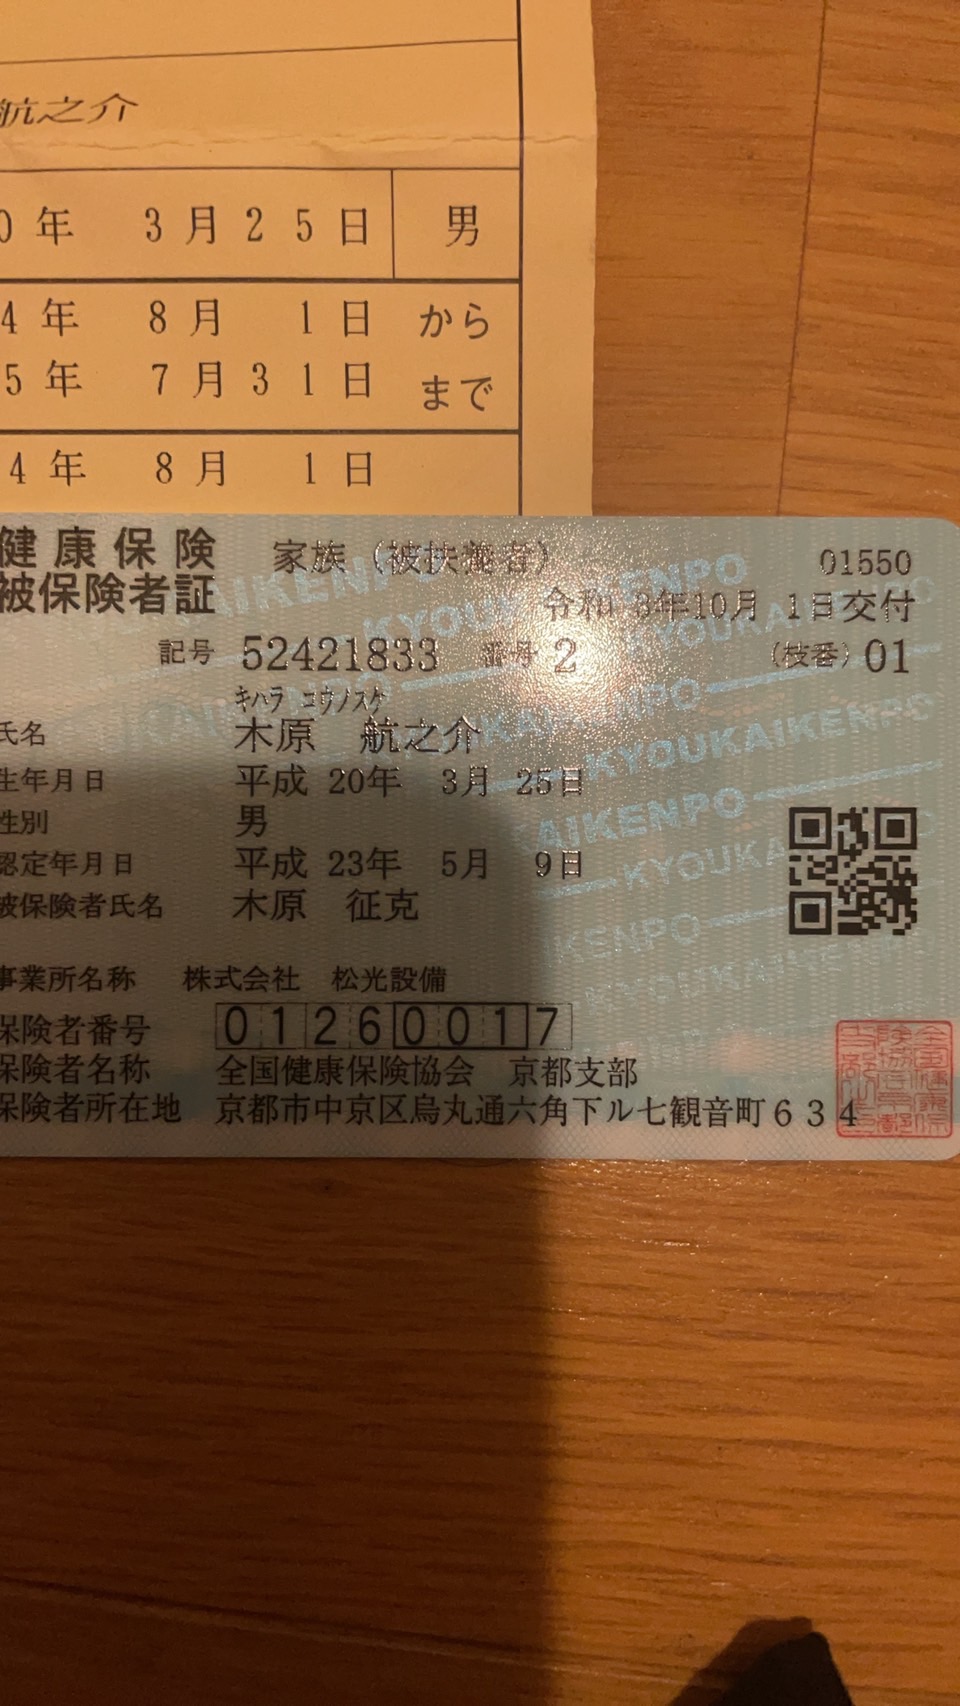 航之介
0年 3月25日 男
4年 8月 1日 から
5年 7月31日 まで
4年 8月 1日
健康保険 家族（被扶養者） 01550
被保険者証 令和 3年10月 1日交付
記号 52421833 番号 2 （枝番）01
キハラ コウノスケ
氏名 木原 航之介
生年月日 平成 20年 3月 25日
性別 男
認定年月日 平成 23年 5月 9日
被保険者氏名 木原 征克
事業所名称 株式会社 松光設備
保険者番号 01260017
保険者名称 全国健康保険協会 京都支部
保険者所在地 京都市中京区烏丸通六角下ル七観音町634
KYOUKAIKENPO